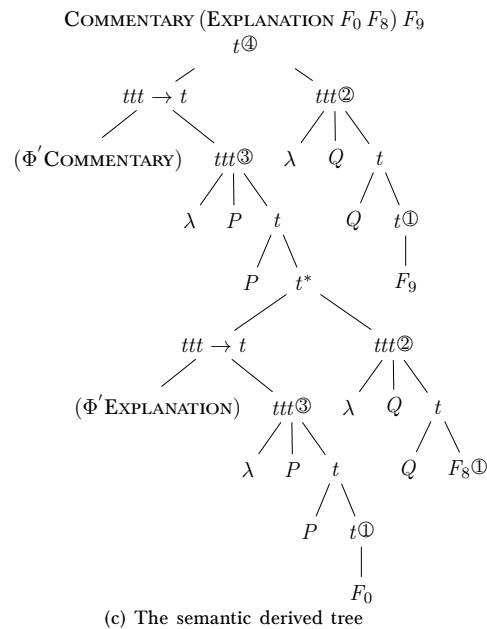 COMMENTARY (EXPLANATION F₀ F₈) F₉
t④
ttt → t ttt②
(Φ′COMMENTARY) ttt③ λ Q t
λ P t Q t①
P t* F₉
ttt → t ttt②
(Φ′EXPLANATION) ttt③ λ Q t
λ P t Q F₈①
P t①
F₀
(c) The semantic derived tree